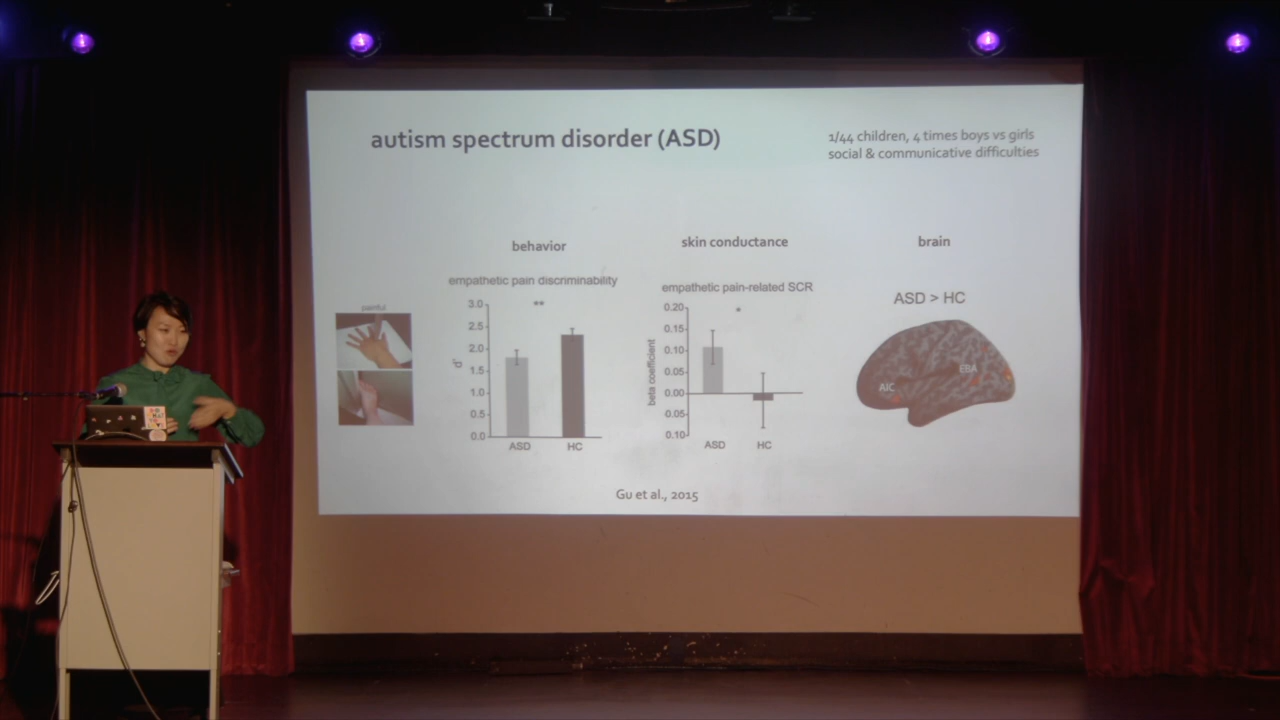 autism spectrum disorder (ASD)
1/44 children, 4 times boys vs girls
social & communicative difficulties
behavior
skin conductance
brain
painful
empathetic pain discriminability
**
3.0
2.5
2.0
1.5
1.0
0.5
0.0
d'
ASD
HC
empathetic pain-related SCR
*
0.20
0.15
0.10
0.05
0.00
0.05
0.10
beta coefficient
ASD
HC
ASD > HC
AIC
EBA
Gu et al., 2015